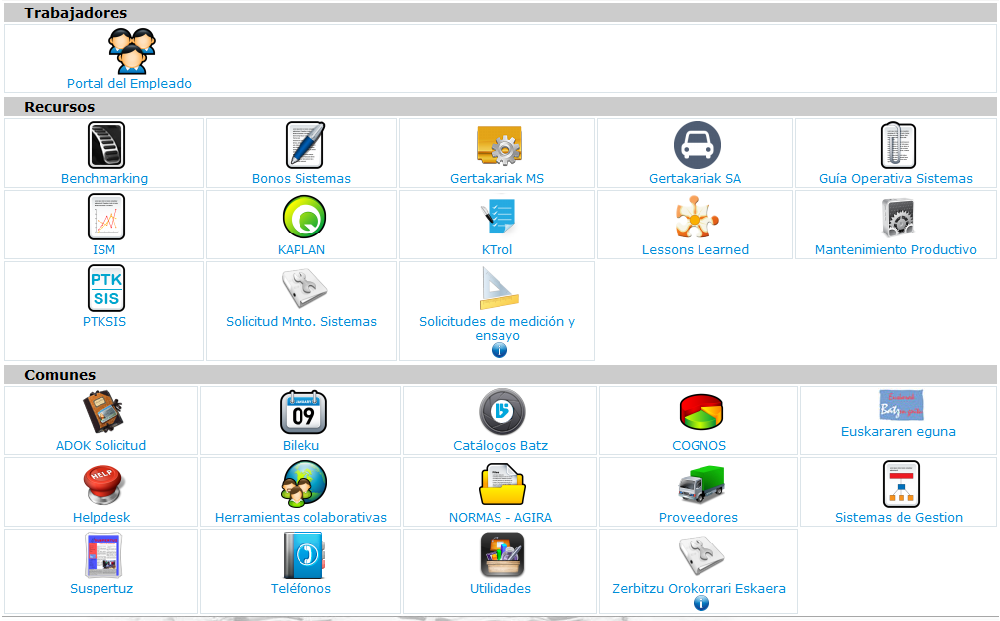 Trabajadores
Portal del Empleado
Recursos
Benchmarking
Bonos Sistemas
Gertakariak MS
Gertakariak SA
Guía Operativa Sistemas
ISM
KAPLAN
KTrol
Lessons Learned
Mantenimiento Productivo
PTK
SIS
PTKSIS
Solicitud Mnto. Sistemas
Solicitudes de medición y
ensayo
Comunes
09
ADOK Solicitud
Bileku
Catálogos Batz
COGNOS
Batz
Euskararen eguna
HELP
Helpdesk
Herramientas colaborativas
NORMAS - AGIRA
Proveedores
Sistemas de Gestion
Suspertuz
Teléfonos
Utilidades
Zerbitzu Orokorrari Eskaera